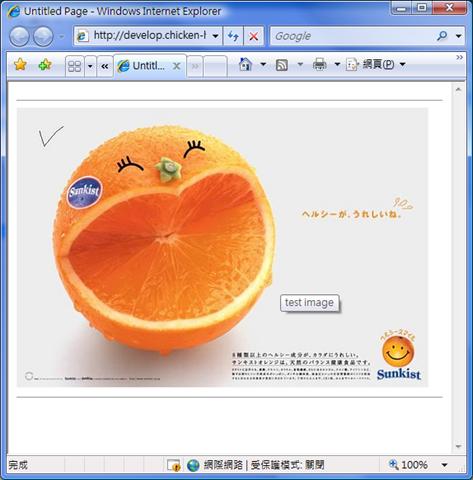 Untitled Page - Windows Internet Explorer
http://develop.chicken-h
Google
Untitl...
網頁(P)
Sunkist
ヘルシーが、うれしいね。
test image
8種類以上のヘルシー成分が、カラダにうれしい。
サンキストオレンジは、天然のバランス健康食品です。
ヘルシースマイル
Sunkist
完成
網際網路 | 受保護模式: 關閉
100%